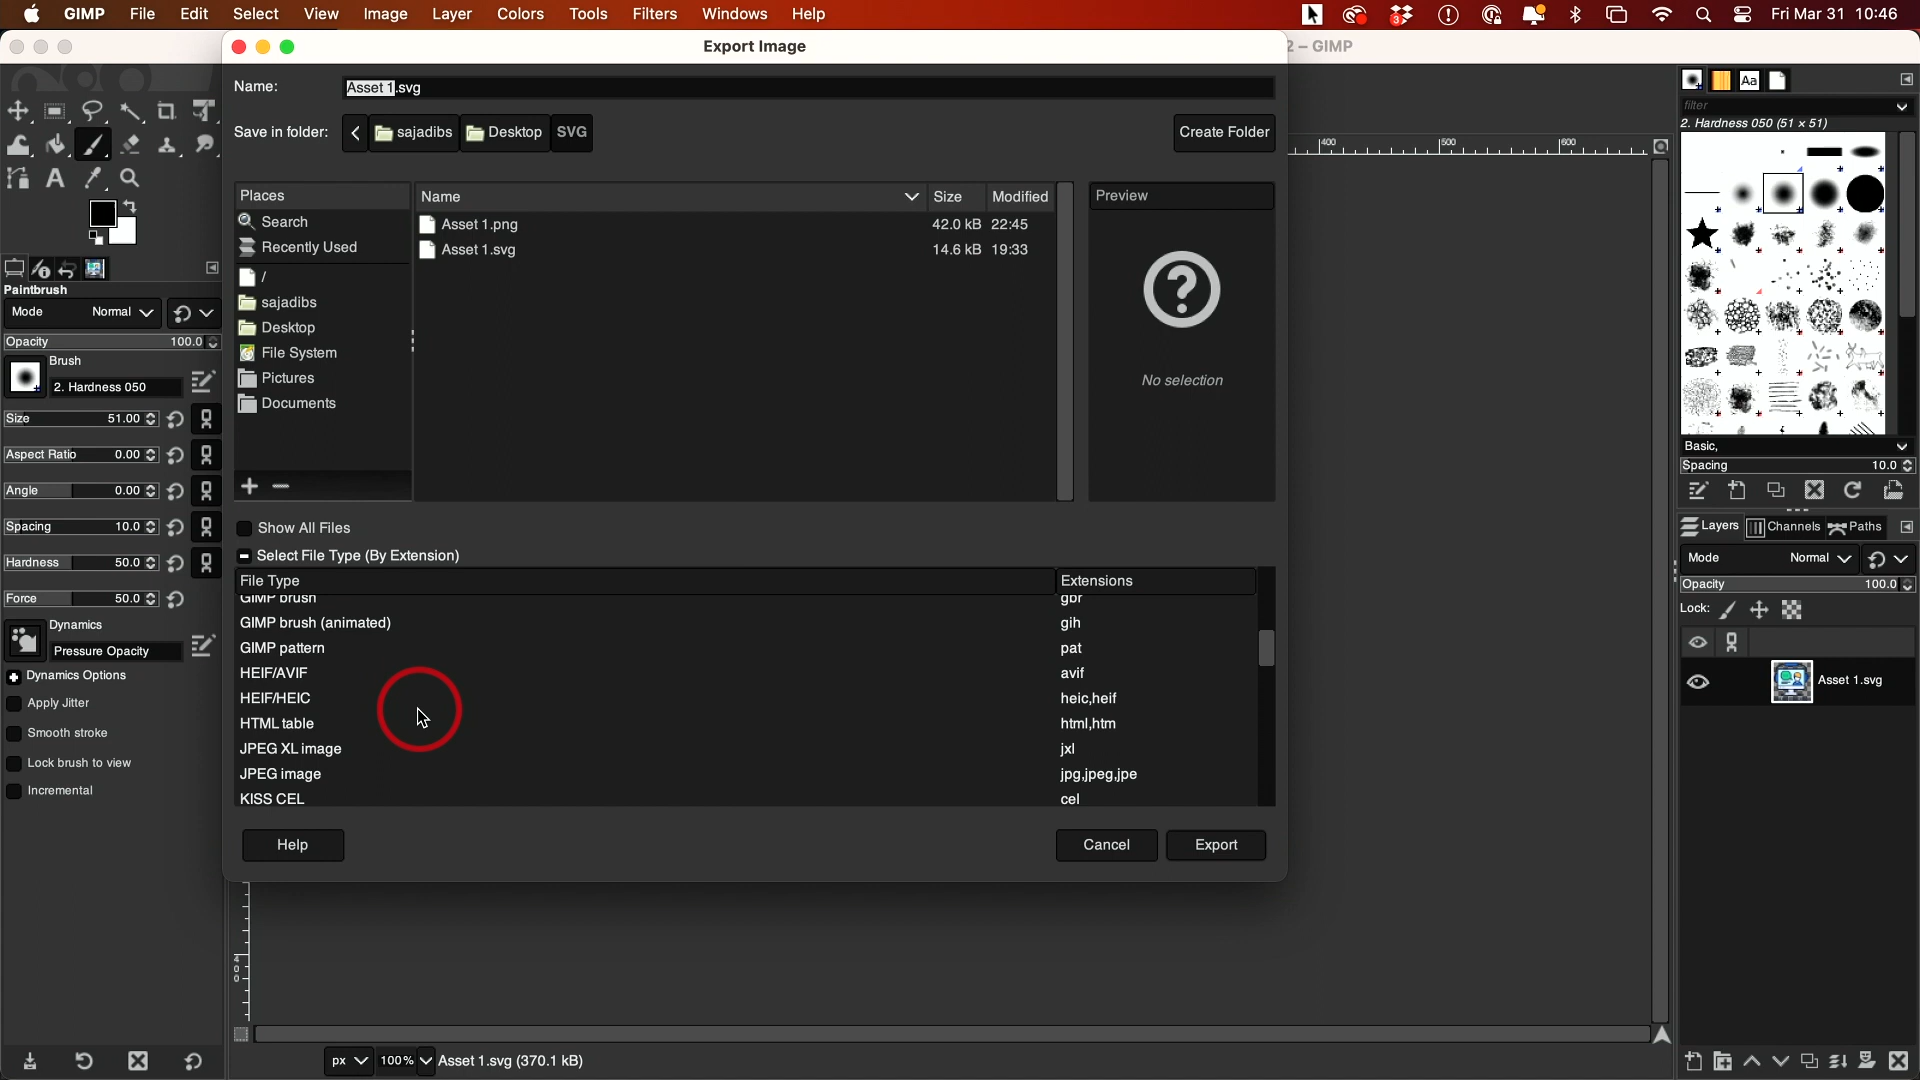 GIMP File Edit Select View Image Layer Colors Tools Filters Windows Help 3 Fri Mar 31 10:46
Export Image 2 – GIMP
Name: Asset 1.svg
Save in folder: sajadibs Desktop SVG Create Folder
Places
Search
Recently Used
/
sajadibs
Desktop
File System
Pictures
Documents
Name Size Modified
Asset 1.png 42.0 kB 22:45
Asset 1.svg 14.6 kB 19:33
Preview
No selection
Show All Files
Select File Type (By Extension)
File Type Extensions
GIMP brush gbr
GIMP brush (animated) gih
GIMP pattern pat
HEIF/AVIF avif
HEIF/HEIC heic,heif
HTML table html,htm
JPEG XL image jxl
JPEG image jpg,jpeg,jpe
KISS CEL cel
Help Cancel Export
Paintbrush
Mode Normal
Opacity 100.0
Brush
2. Hardness 050
Size 51.00
Aspect Ratio 0.00
Angle 0.00
Spacing 10.0
Hardness 50.0
Force 50.0
Dynamics
Pressure Opacity
Dynamics Options
Apply Jitter
Smooth stroke
Lock brush to view
Incremental
400 500 600
400
px 100% Asset 1.svg (370.1 kB)
Aa
filter
2. Hardness 050 (51 × 51)
Basic,
Spacing 10.0
Layers Channels Paths
Mode Normal
Opacity 100.0
Lock:
Asset 1.svg